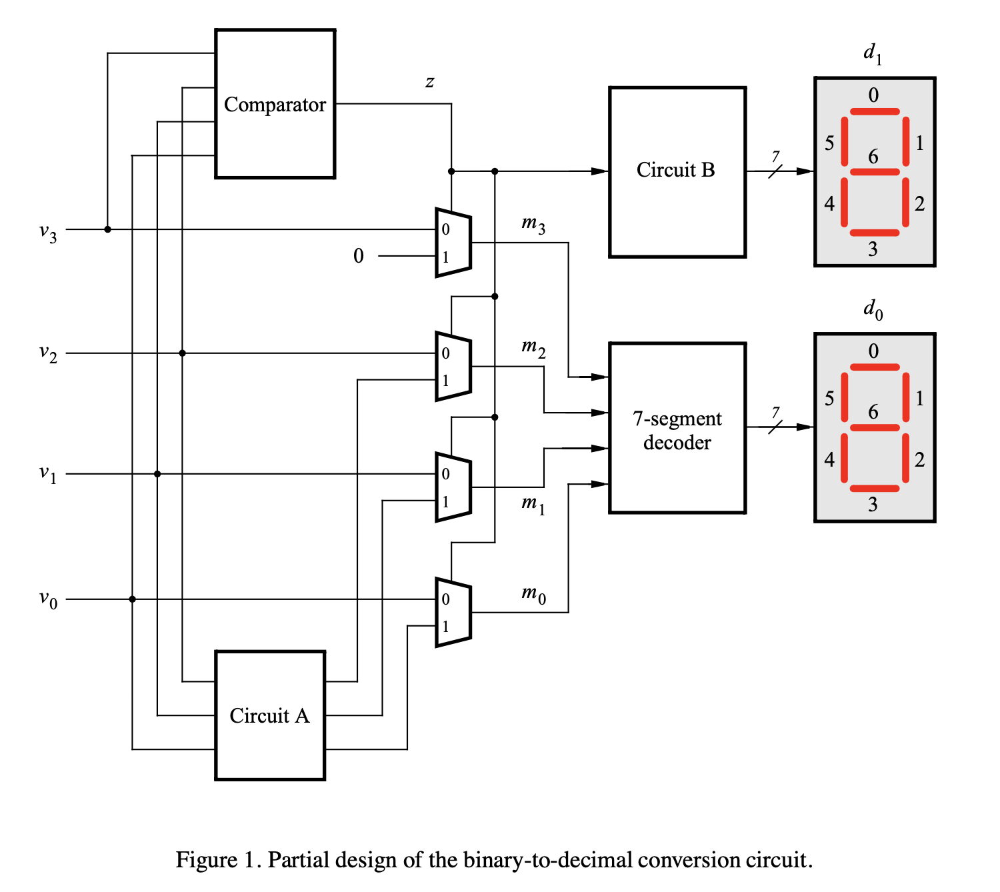 d1
0
5
1
6
4
2
3
Comparator
z
Circuit B
7
v3
0
0
1
m3
d0
0
5
1
6
4
2
3
v2
0
1
m2
7-segment
decoder
7
v1
0
1
m1
v0
0
1
m0
Circuit A
Figure 1. Partial design of the binary-to-decimal conversion circuit.